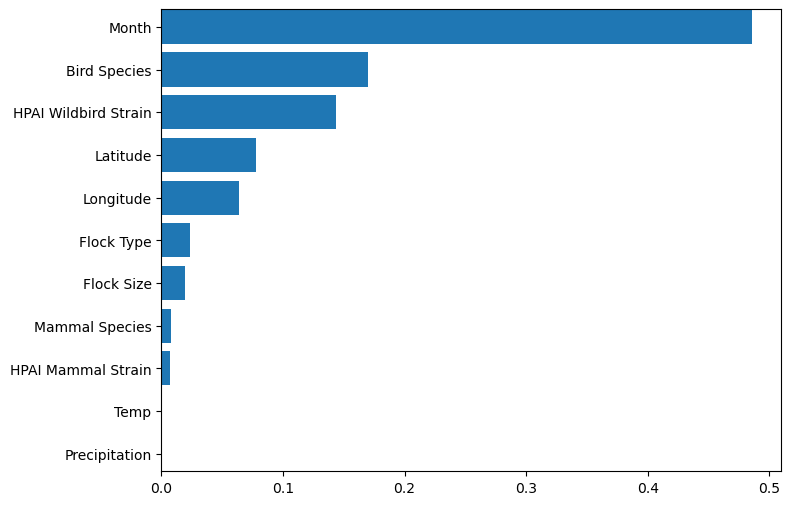 Month
Bird Species
HPAI Wildbird Strain
Latitude
Longitude
Flock Type
Flock Size
Mammal Species
HPAI Mammal Strain
Temp
Precipitation
0.0 0.1 0.2 0.3 0.4 0.5